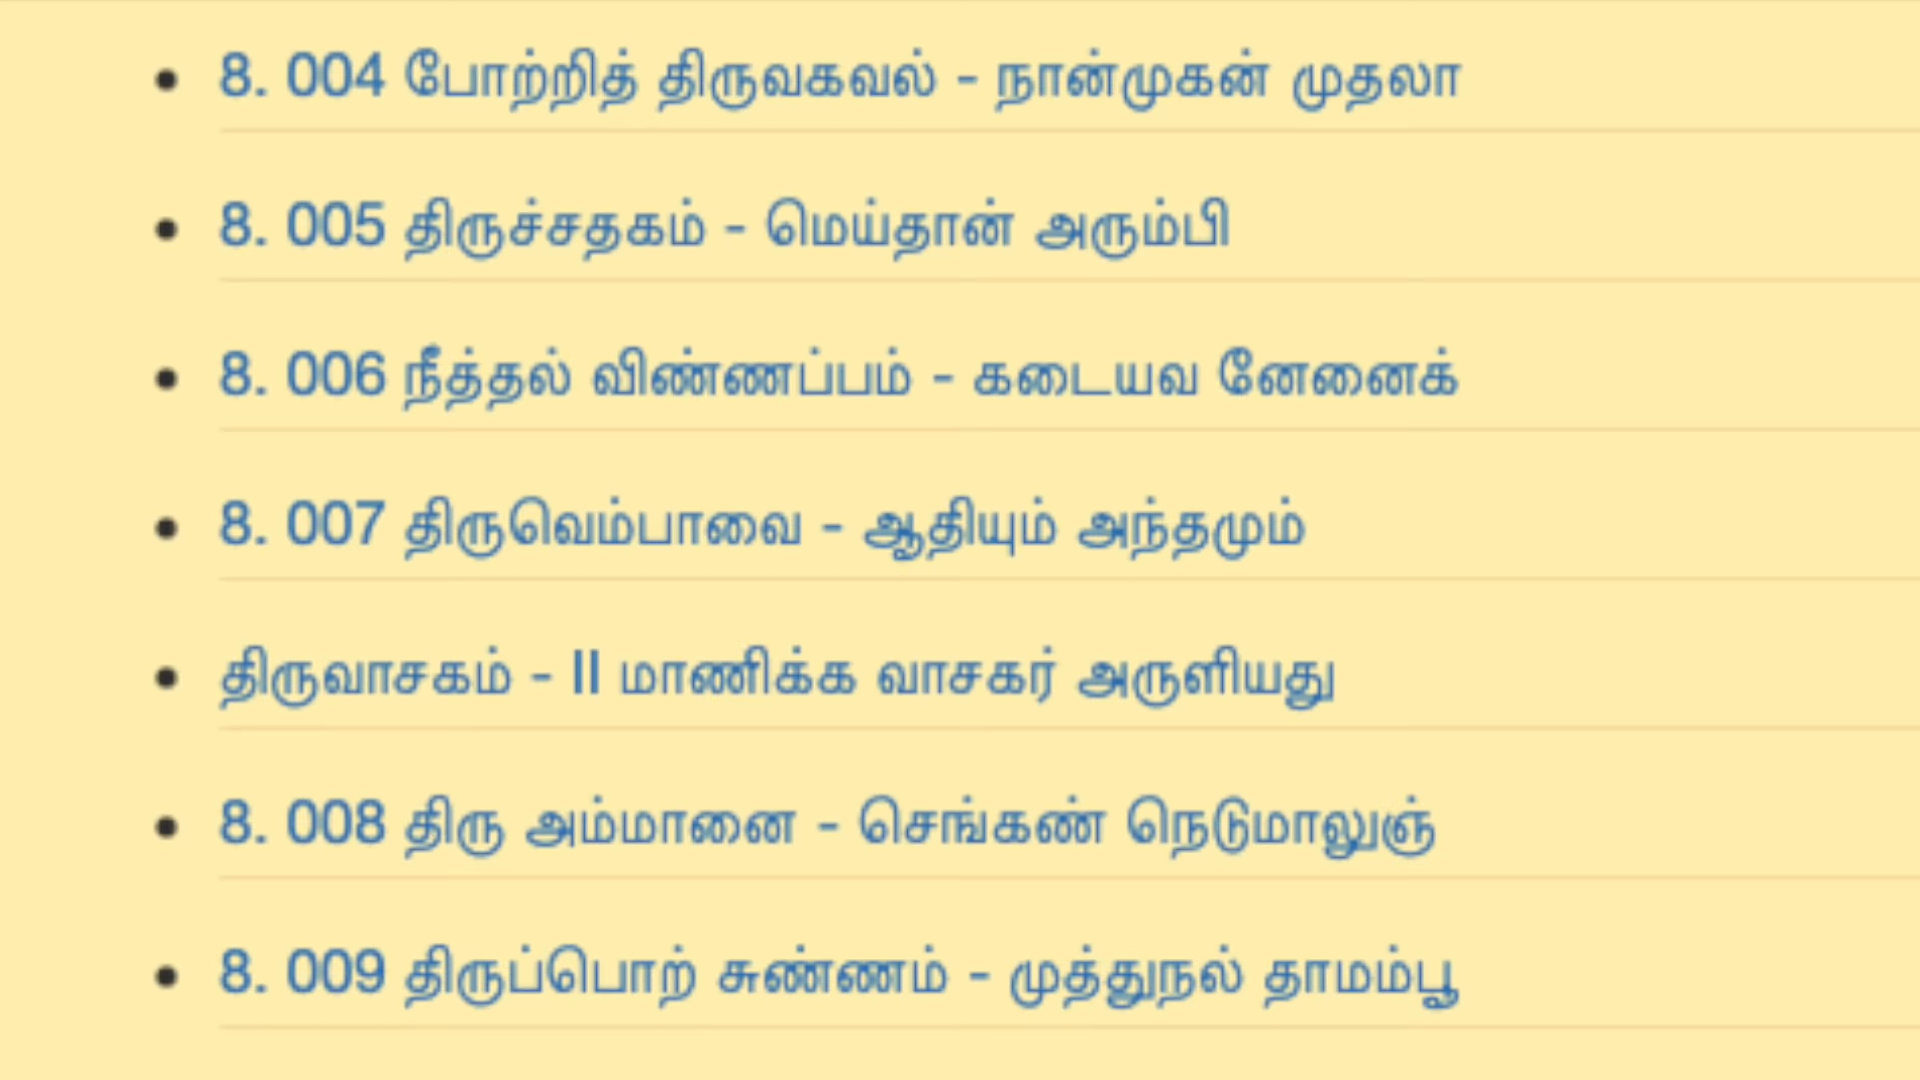 8. 004 போற்றித் திருவகவல் - நான்முகன் முதலா
8. 005 திருச்சதகம் - மெய்தான் அரும்பி
8. 006 நீத்தல் விண்ணப்பம் - கடையவ னேனைக்
8. 007 திருவெம்பாவை - ஆதியும் அந்தமும்
திருவாசகம் - II மாணிக்க வாசகர் அருளியது
8. 008 திரு அம்மானை - செங்கண் நெடுமாலுஞ்
8. 009 திருப்பொற் சுண்ணம் - முத்துநல் தாமம்பூ